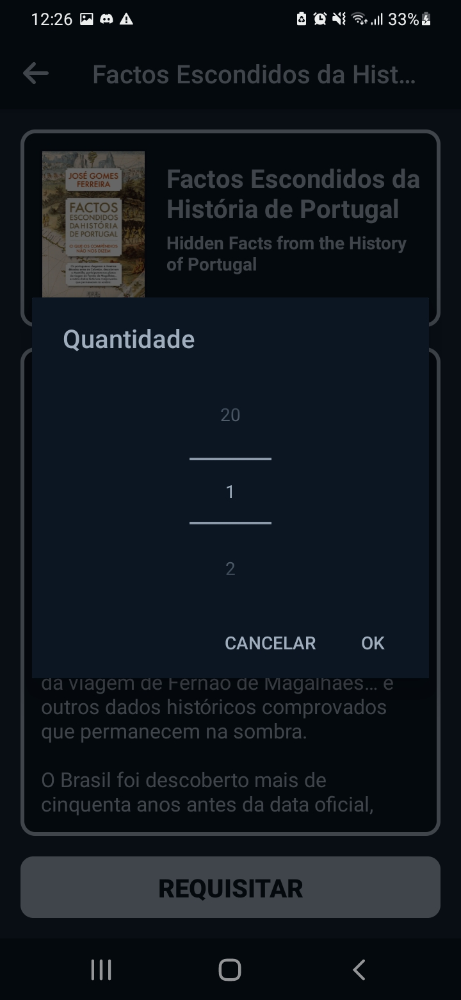 12:26
33%
Factos Escondidos da Hist...
JOSÉ GOMES
FERREIRA
FACTOS
ESCONDIDOS
DA HISTÓRIA
DE PORTUGAL
O QUE OS COMPÊNDIOS
NÃO NOS DIZEM
Factos Escondidos da
História de Portugal
Hidden Facts from the History
of Portugal
Quantidade
20
1
2
CANCELAR OK
da viagem de Fernão de Magalhães... e
outros dados históricos comprovados
que permanecem na sombra.
O Brasil foi descoberto mais de
cinquenta anos antes da data oficial,
REQUISITAR